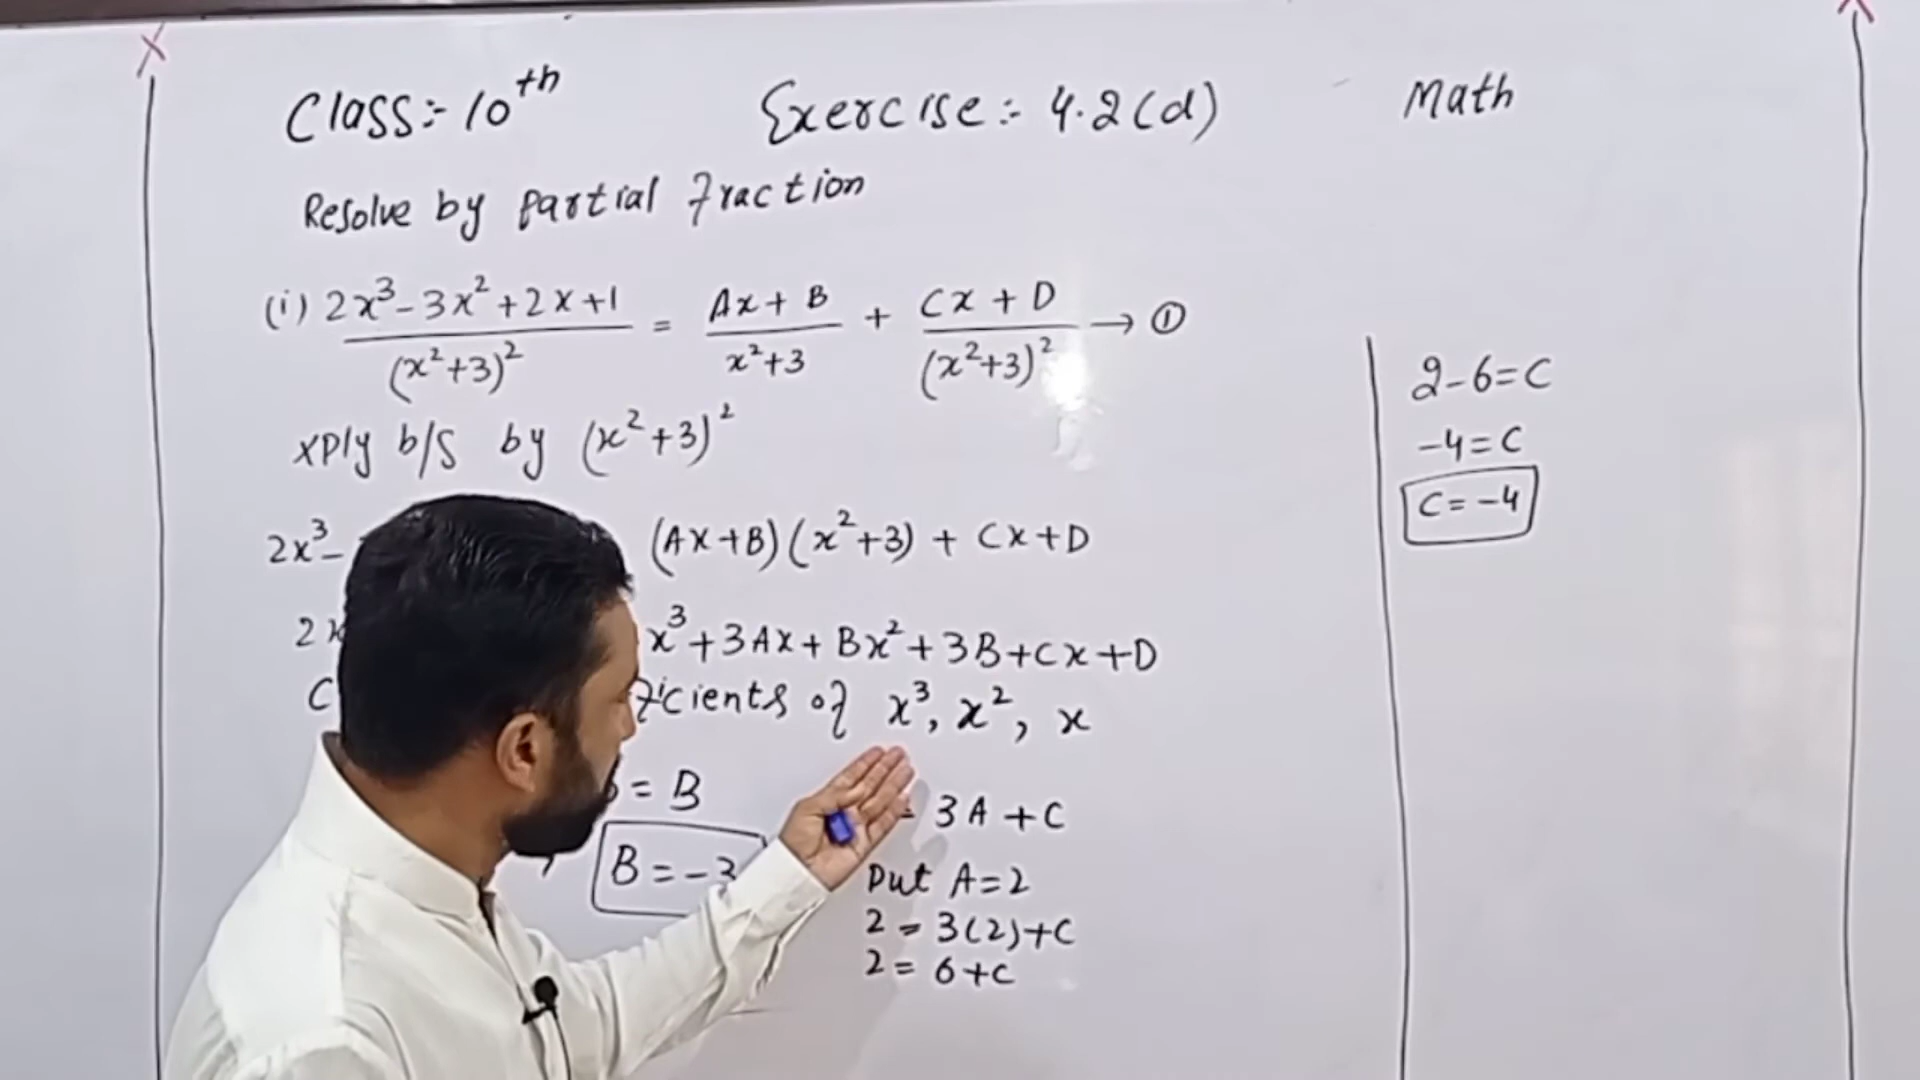 Class:- 10th Exercise:- 4.2(d) Math
Resolve by partial Fraction
(i) 2x³-3x²+2x+1/(x²+3)² = Ax+B/x²+3 + Cx+D/(x²+3)² → ①
xply b/s by (x²+3)²
2x³- (Ax+B)(x²+3) + Cx+D
x³+3Ax+Bx²+3B+Cx+D
of x³, x², x
= B
B=-3
= 3A+C
Put A=2
2 = 3(2)+C
2 = 6+C
2-6=C
-4=C
C=-4